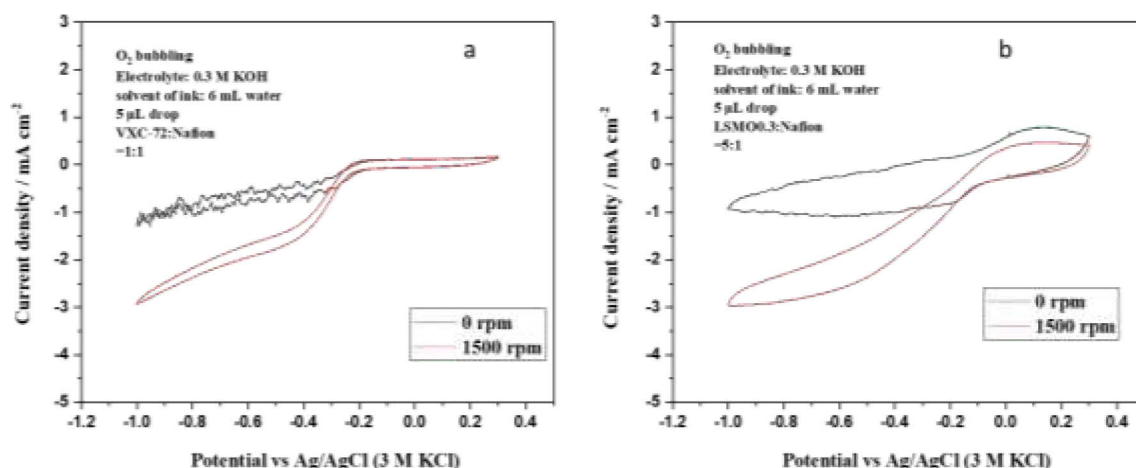 a
O₂ bubbling
Electrolyte: 0.3 M KOH
solvent of ink: 6 mL water
5 µL drop
VXC-72:Nafion
=1:1
0 rpm
1500 rpm
3
2
1
0
-1
-2
-3
-4
-5
Current density / mA cm⁻²
-1.0 -0.8 -0.6 -0.4 -0.2 0.0 0.2 0.4
Potential vs Ag/AgCl (3 M KCl)
b
O₂ bubbling
Electrolyte: 0.3 M KOH
solvent of ink: 6 mL water
5 µL drop
LSMO0.3:Nafion
=5:1
0 rpm
1500 rpm
3
2
1
0
-1
-2
-3
-4
-5
Current density / mA cm⁻²
-1.2 -1.0 -0.8 -0.6 -0.4 -0.2 0.0 0.2 0.4
Potential vs Ag/AgCl (3 M KCl)